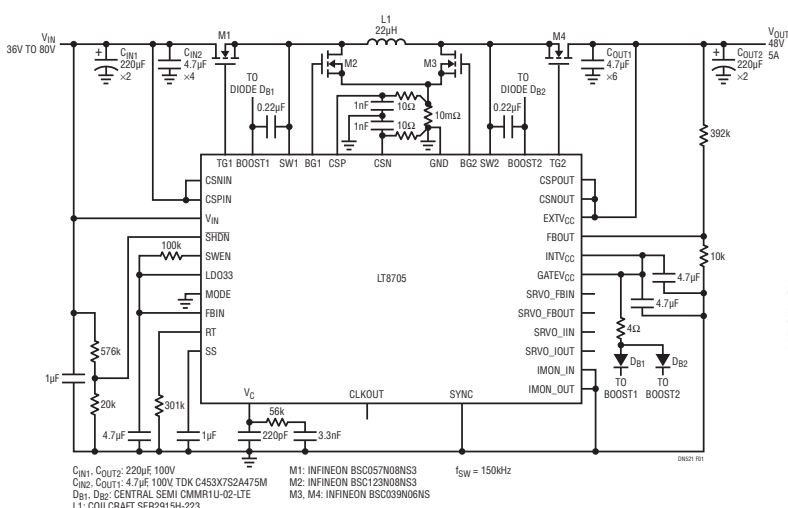 L1
22µH
VIN
36V TO 80V
M1
M4
VOUT
48V
5A
CIN1
220µF
×2
CIN2
4.7µF
×4
M2
M3
COUT1
4.7µF
×6
COUT2
220µF
×2
TO
DIODE DB1
0.22µF
1nF
10Ω
1nF
10Ω
10mΩ
TO
DIODE DB2
0.22µF
392k
TG1 BOOST1 SW1 BG1 CSP CSN GND BG2 SW2 BOOST2 TG2
CSNIN
CSPIN
VIN
SHDN
SWEN
LDO33
MODE
FBIN
RT
SS
LT8705
CSPOUT
CSNOUT
EXTVCC
FBOUT
INTVCC
GATEVCC
SRVO_FBIN
SRVO_FBOUT
SRVO_IIN
SRVO_IOUT
IMON_IN
IMON_OUT
VC
CLKOUT
SYNC
100k
576k
1µF
20k
4.7µF
301k
1µF
56k
220pF
3.3nF
10k
4.7µF
4.7µF
4Ω
DB1
DB2
TO
BOOST1
TO
BOOST2
DN521 F01
CIN1, COUT2: 220µF, 100V
CIN2, COUT1: 4.7µF, 100V, TDK C453X7S2A475M
DB1, DB2: CENTRAL SEMI CMMR1U-02-LTE
L1: COILCRAFT SER2915H-223
M1: INFINEON BSC057N08NS3
M2: INFINEON BSC123N08NS3
M3, M4: INFINEON BSC039N06NS
fSW = 150kHz